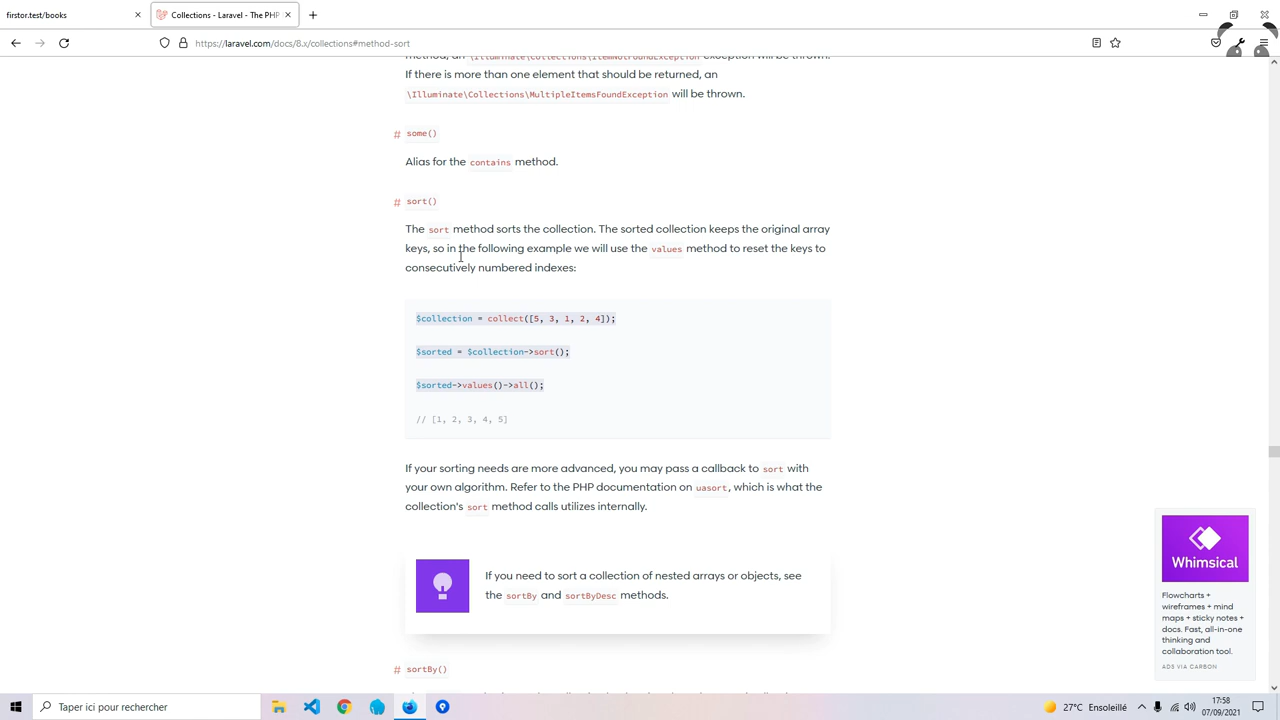 firstor.test/books
Collections - Laravel - The PHP
https://laravel.com/docs/8.x/collections#method-sort
method, an \Illuminate\Collections\ItemNotFoundException exception will be thrown.
If there is more than one element that should be returned, an
\Illuminate\Collections\MultipleItemsFoundException will be thrown.
# some()
Alias for the contains method.
# sort()
The sort method sorts the collection. The sorted collection keeps the original array
keys, so in the following example we will use the values method to reset the keys to
consecutively numbered indexes:
$collection = collect([5, 3, 1, 2, 4]);
$sorted = $collection->sort();
$sorted->values()->all();
// [1, 2, 3, 4, 5]
If your sorting needs are more advanced, you may pass a callback to sort with
your own algorithm. Refer to the PHP documentation on uasort, which is what the
collection's sort method calls utilizes internally.
If you need to sort a collection of nested arrays or objects, see
the sortBy and sortByDesc methods.
# sortBy()
Whimsical
Flowcharts +
wireframes + mind
maps + sticky notes +
docs. Fast, all-in-one
thinking and
collaboration tool.
ADS VIA CARBON
Taper ici pour rechercher
27°C Ensoleillé
17:58
07/09/2021